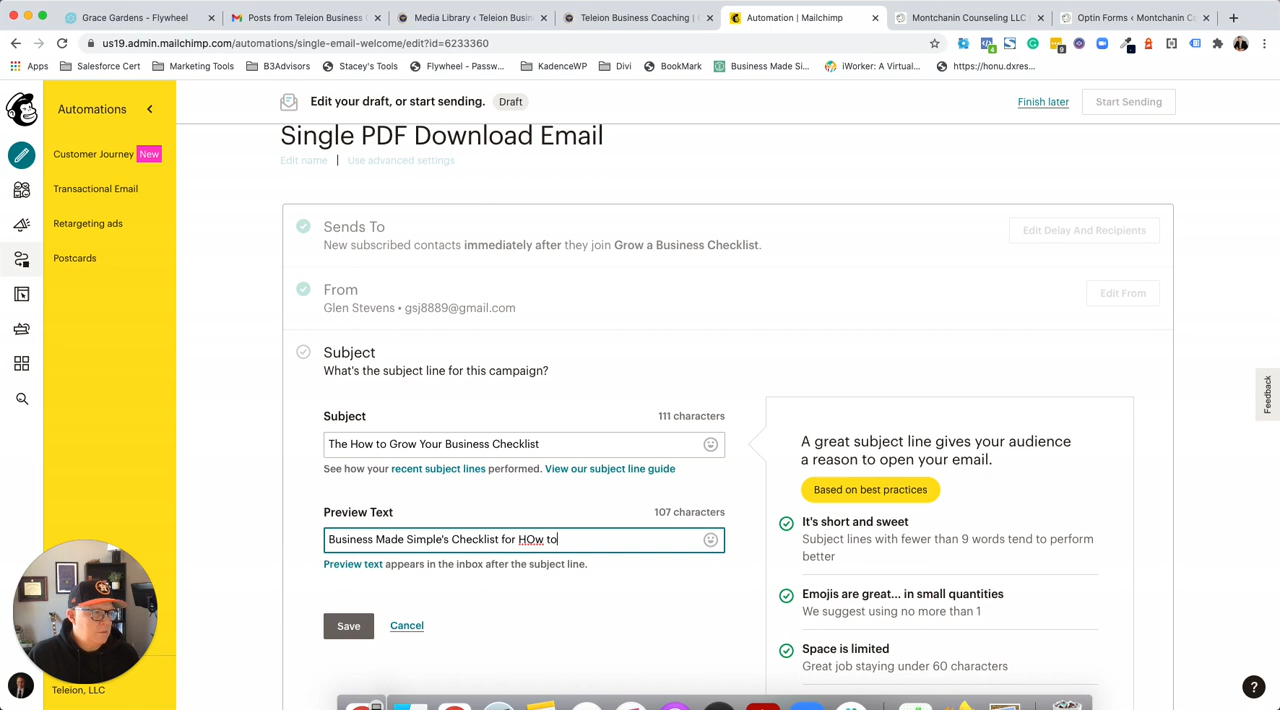 Grace Gardens - Flywheel
Posts from Teleion Business
Media Library ‹ Teleion Busin
Teleion Business Coaching |
Automation | Mailchimp
Montchanin Counseling LLC
Optin Forms ‹ Montchanin C
us19.admin.mailchimp.com/automations/single-email-welcome/edit?id=6233360
Apps
Salesforce Cert
Marketing Tools
B3Advisors
Stacey's Tools
Flywheel - Passw...
KadenceWP
Divi
BookMark
Business Made Si...
iWorker: A Virtual...
https://honu.dxres...
Automations
Customer Journey New
Transactional Email
Retargeting ads
Postcards
Teleion, LLC
Edit your draft, or start sending. Draft
Finish later
Start Sending
Single PDF Download Email
Edit name | Use advanced settings
Sends To
New subscribed contacts immediately after they join Grow a Business Checklist.
Edit Delay And Recipients
From
Glen Stevens • gsj8889@gmail.com
Edit From
Subject
What's the subject line for this campaign?
Subject
111 characters
The How to Grow Your Business Checklist
See how your recent subject lines performed. View our subject line guide
Preview Text
107 characters
Business Made Simple's Checklist for HOw to
Preview text appears in the inbox after the subject line.
Save
Cancel
A great subject line gives your audience
a reason to open your email.
Based on best practices
It's short and sweet
Subject lines with fewer than 9 words tend to perform
better
Emojis are great... in small quantities
We suggest using no more than 1
Space is limited
Great job staying under 60 characters
Feedback
?